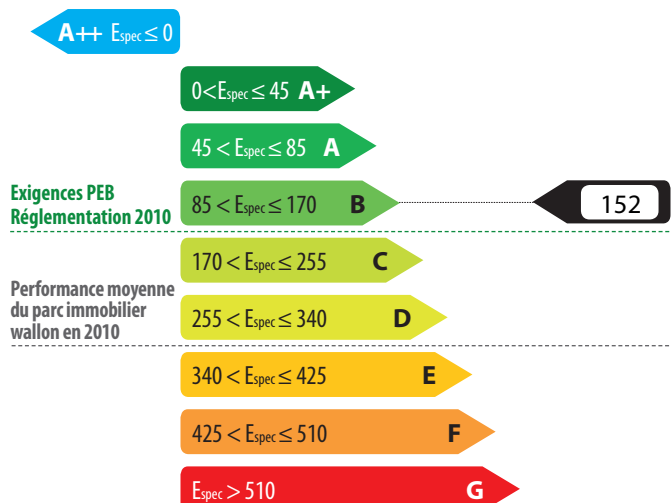 A++ Espec ≤ 0
0<Espec ≤ 45 A+
45 < Espec ≤ 85 A
Exigences PEB
Réglementation 2010
85 < Espec ≤ 170 B
152
170 < Espec ≤ 255 C
Performance moyenne
du parc immobilier
wallon en 2010
255 < Espec ≤ 340 D
340 < Espec ≤ 425 E
425 < Espec ≤ 510 F
Espec > 510 G